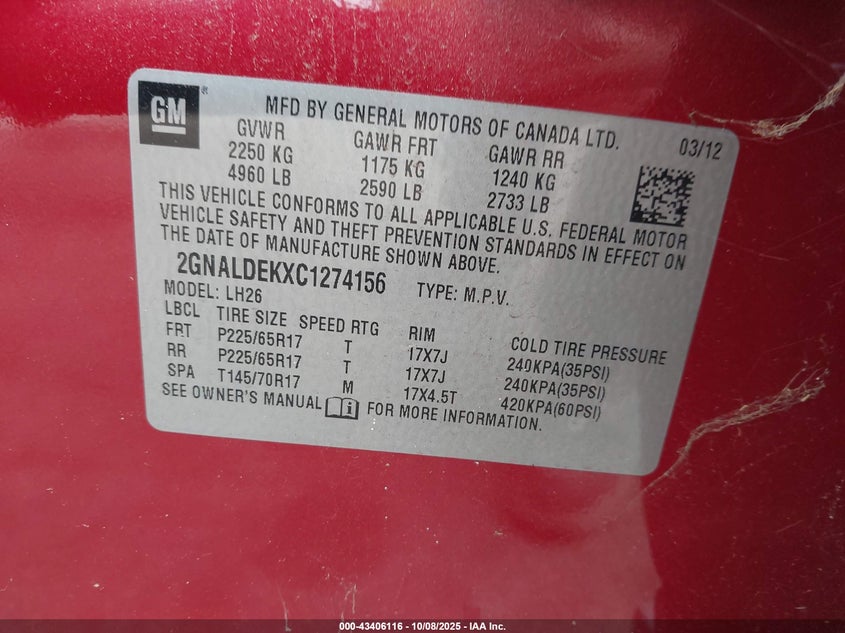 GM ®
MFD BY GENERAL MOTORS OF CANADA LTD. 03/12
GVWR GAWR FRT GAWR RR
2250 KG 1175 KG 1240 KG
4960 LB 2590 LB 2733 LB
THIS VEHICLE CONFORMS TO ALL APPLICABLE U.S. FEDERAL MOTOR
VEHICLE SAFETY AND THEFT PREVENTION STANDARDS IN EFFECT ON
THE DATE OF MANUFACTURE SHOWN ABOVE.
2GNALDEKXC1274156 TYPE: M.P.V.
MODEL: LH26
LBCL TIRE SIZE SPEED RTG RIM COLD TIRE PRESSURE
FRT P225/65R17 T 17X7J 240KPA(35PSI)
RR P225/65R17 T 17X7J 240KPA(35PSI)
SPA T145/70R17 M 17X4.5T 420KPA(60PSI)
SEE OWNER'S MANUAL FOR MORE INFORMATION.
000-43406116 - 10/08/2025 - IAA Inc.